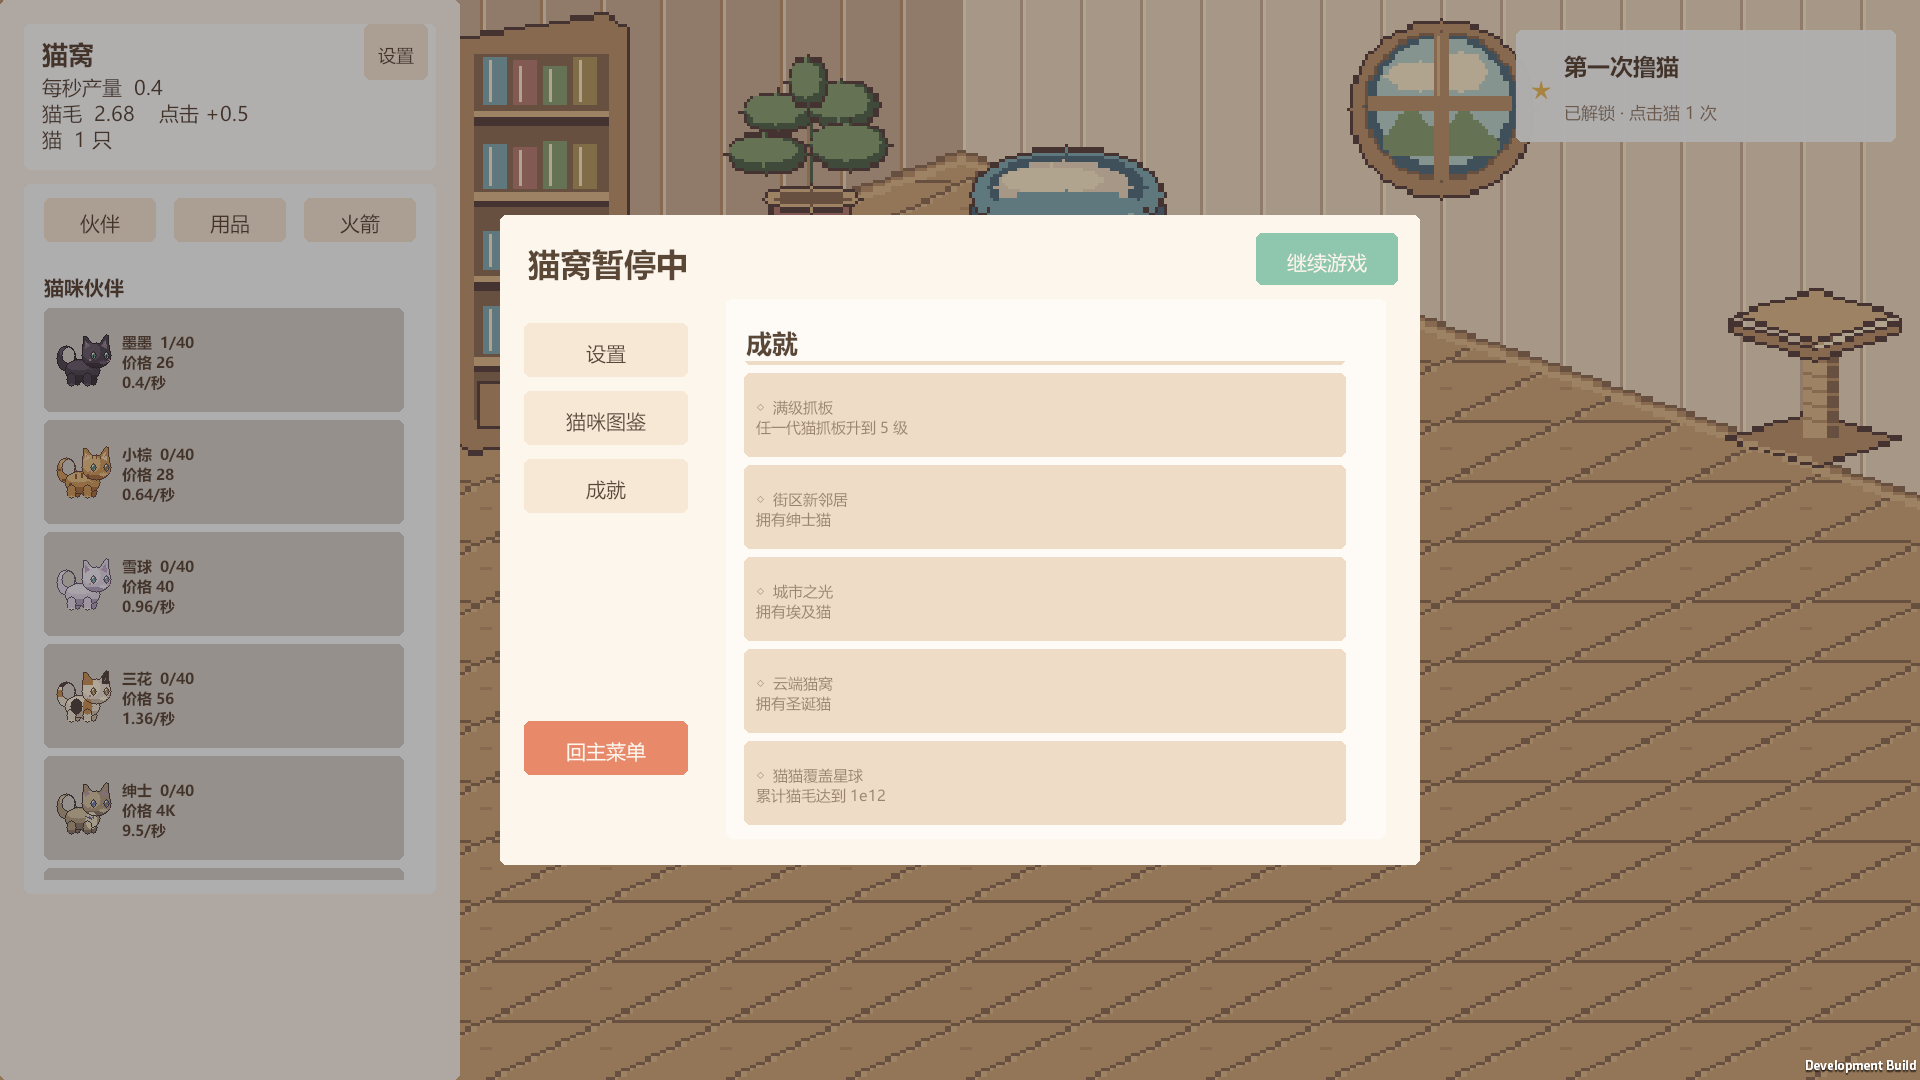 猫窝
设置
每秒产量 0.4
猫毛 2.68 点击 +0.5
猫 1 只
伙伴
用品
火箭
猫咪伙伴
墨墨 1/40
价格 26
0.4/秒
小棕 0/40
价格 28
0.64/秒
雪球 0/40
价格 40
0.96/秒
三花 0/40
价格 56
1.36/秒
绅士 0/40
价格 4K
9.5/秒
第一次撸猫
已解锁 · 点击猫 1 次
猫窝暂停中
继续游戏
设置
猫咪图鉴
成就
回主菜单
成就
◇ 满级抓板
任一代猫抓板升到 5 级
◇ 街区新邻居
拥有绅士猫
◇ 城市之光
拥有埃及猫
◇ 云端猫窝
拥有圣诞猫
◇ 猫猫覆盖星球
累计猫毛达到 1e12
Development Build